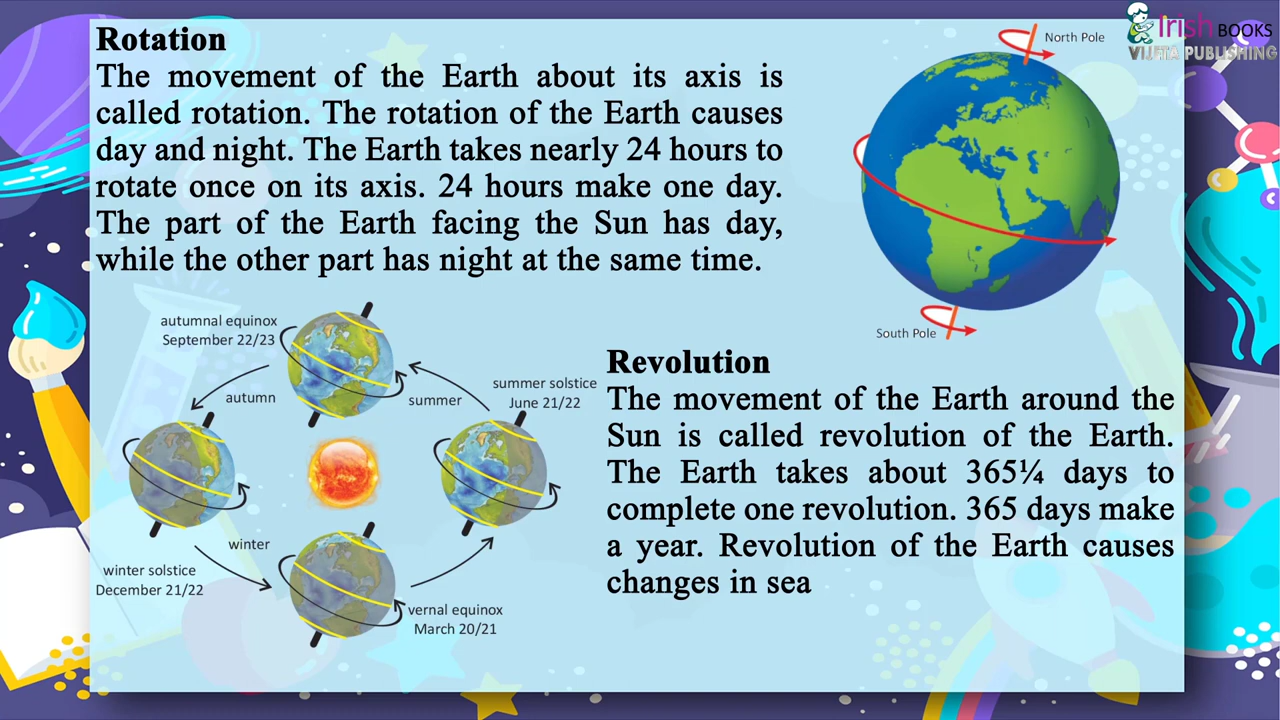 Irish BOOKS
VIJETA PUBLISHING
Rotation
The movement of the Earth about its axis is
called rotation. The rotation of the Earth causes
day and night. The Earth takes nearly 24 hours to
rotate once on its axis. 24 hours make one day.
The part of the Earth facing the Sun has day,
while the other part has night at the same time.
North Pole
South Pole
autumnal equinox
September 22/23
autumn
summer
summer solstice
June 21/22
winter
winter solstice
December 21/22
vernal equinox
March 20/21
Revolution
The movement of the Earth around the
Sun is called revolution of the Earth.
The Earth takes about 365¼ days to
complete one revolution. 365 days make
a year. Revolution of the Earth causes
changes in sea